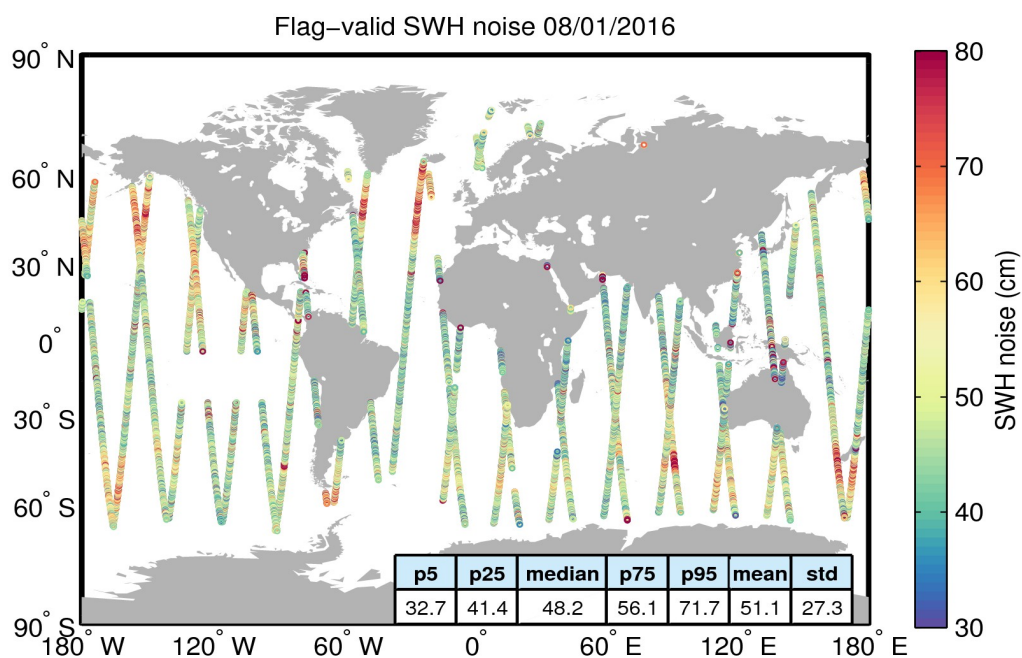 Flag−valid SWH noise 08/01/2016
90° N
60° N
30° N
0°
30° S
60° S
90° S
180° W
120° W
60° W
0°
60° E
120° E
180° E
p5 p25 median p75 p95 mean std
32.7 41.4 48.2 56.1 71.7 51.1 27.3
80
70
60
50
40
30
SWH noise (cm)